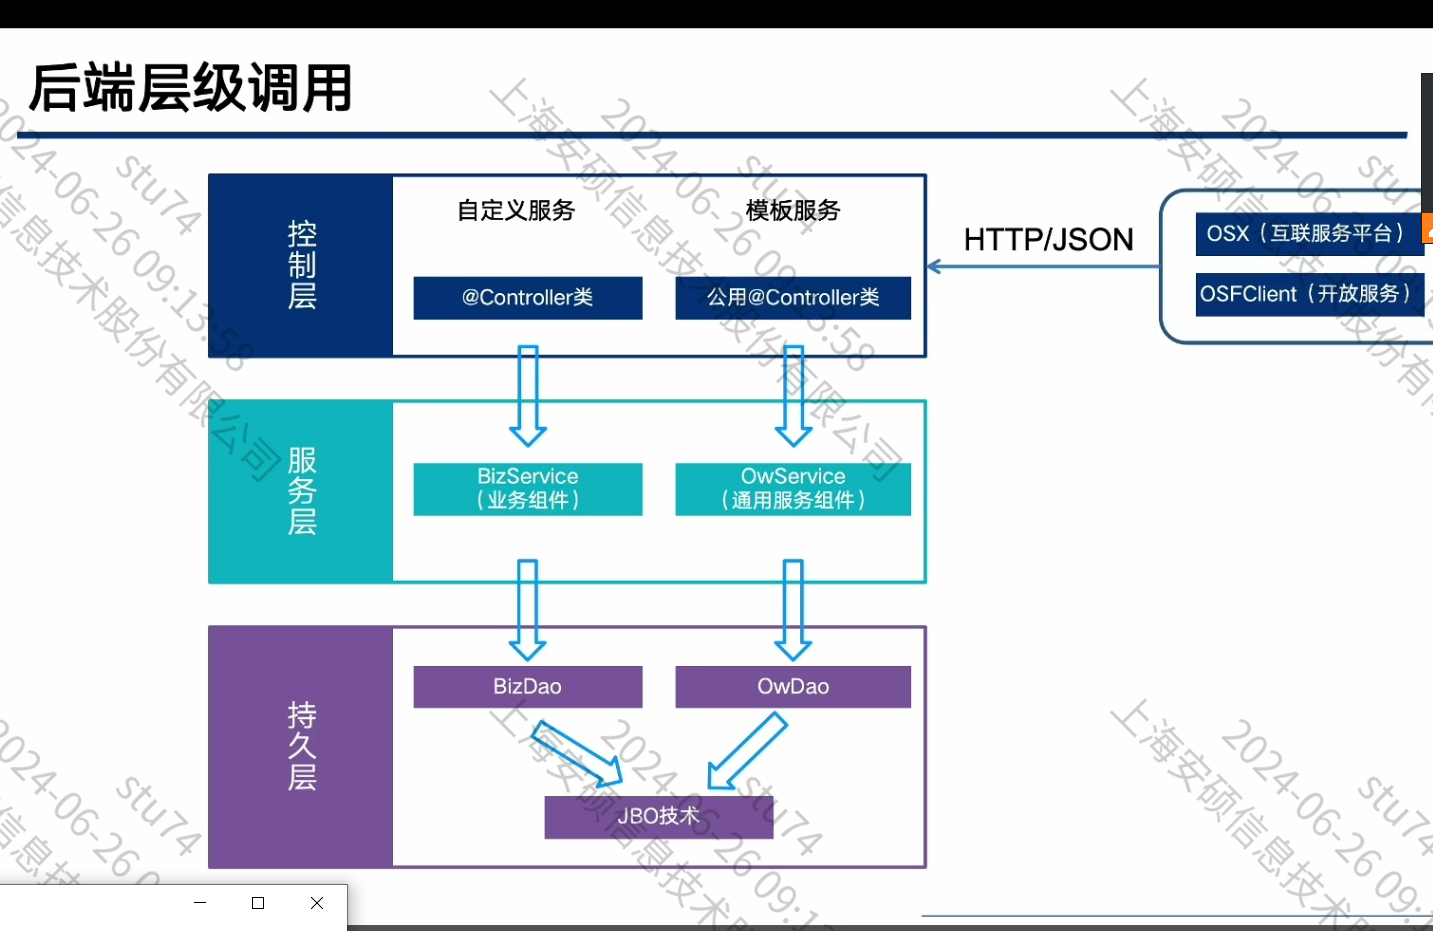 后端层级调用
控制层
自定义服务
模板服务
@Controller类
公用@Controller类
HTTP/JSON
OSX（互联服务平台）
OSFClient（开放服务）
服务层
BizService
（业务组件）
OwService
（通用服务组件）
持久层
BizDao
OwDao
JBO技术
上海安硕信息技术股份有限公司
2024-06-26 09:13:58
stu74